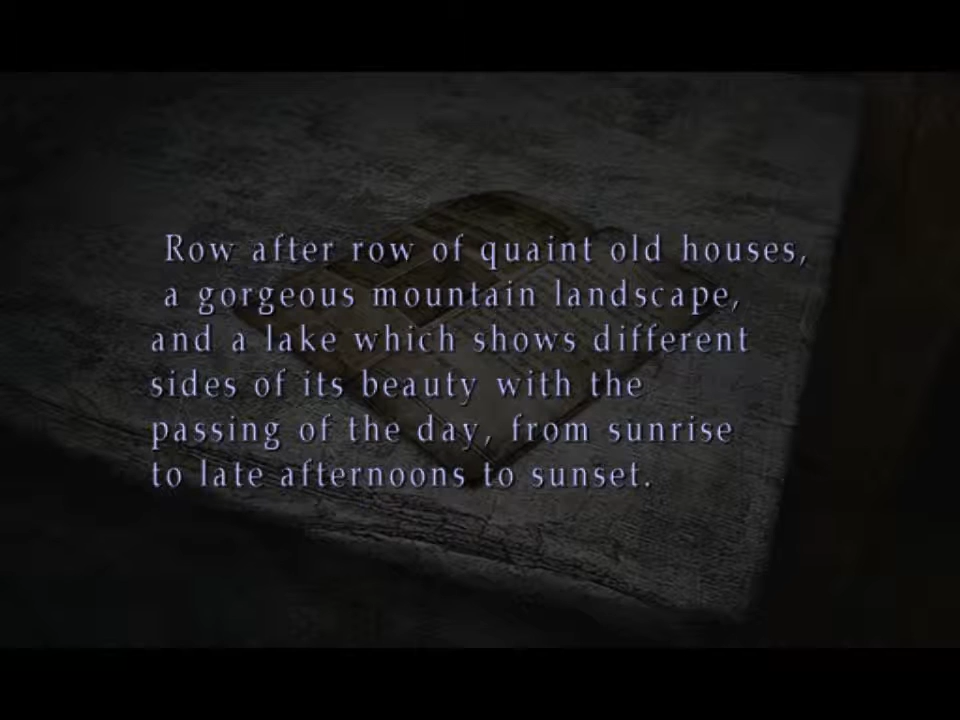 Row after row of quaint old houses,
a gorgeous mountain landscape,
and a lake which shows different
sides of its beauty with the
passing of the day, from sunrise
to late afternoons to sunset.